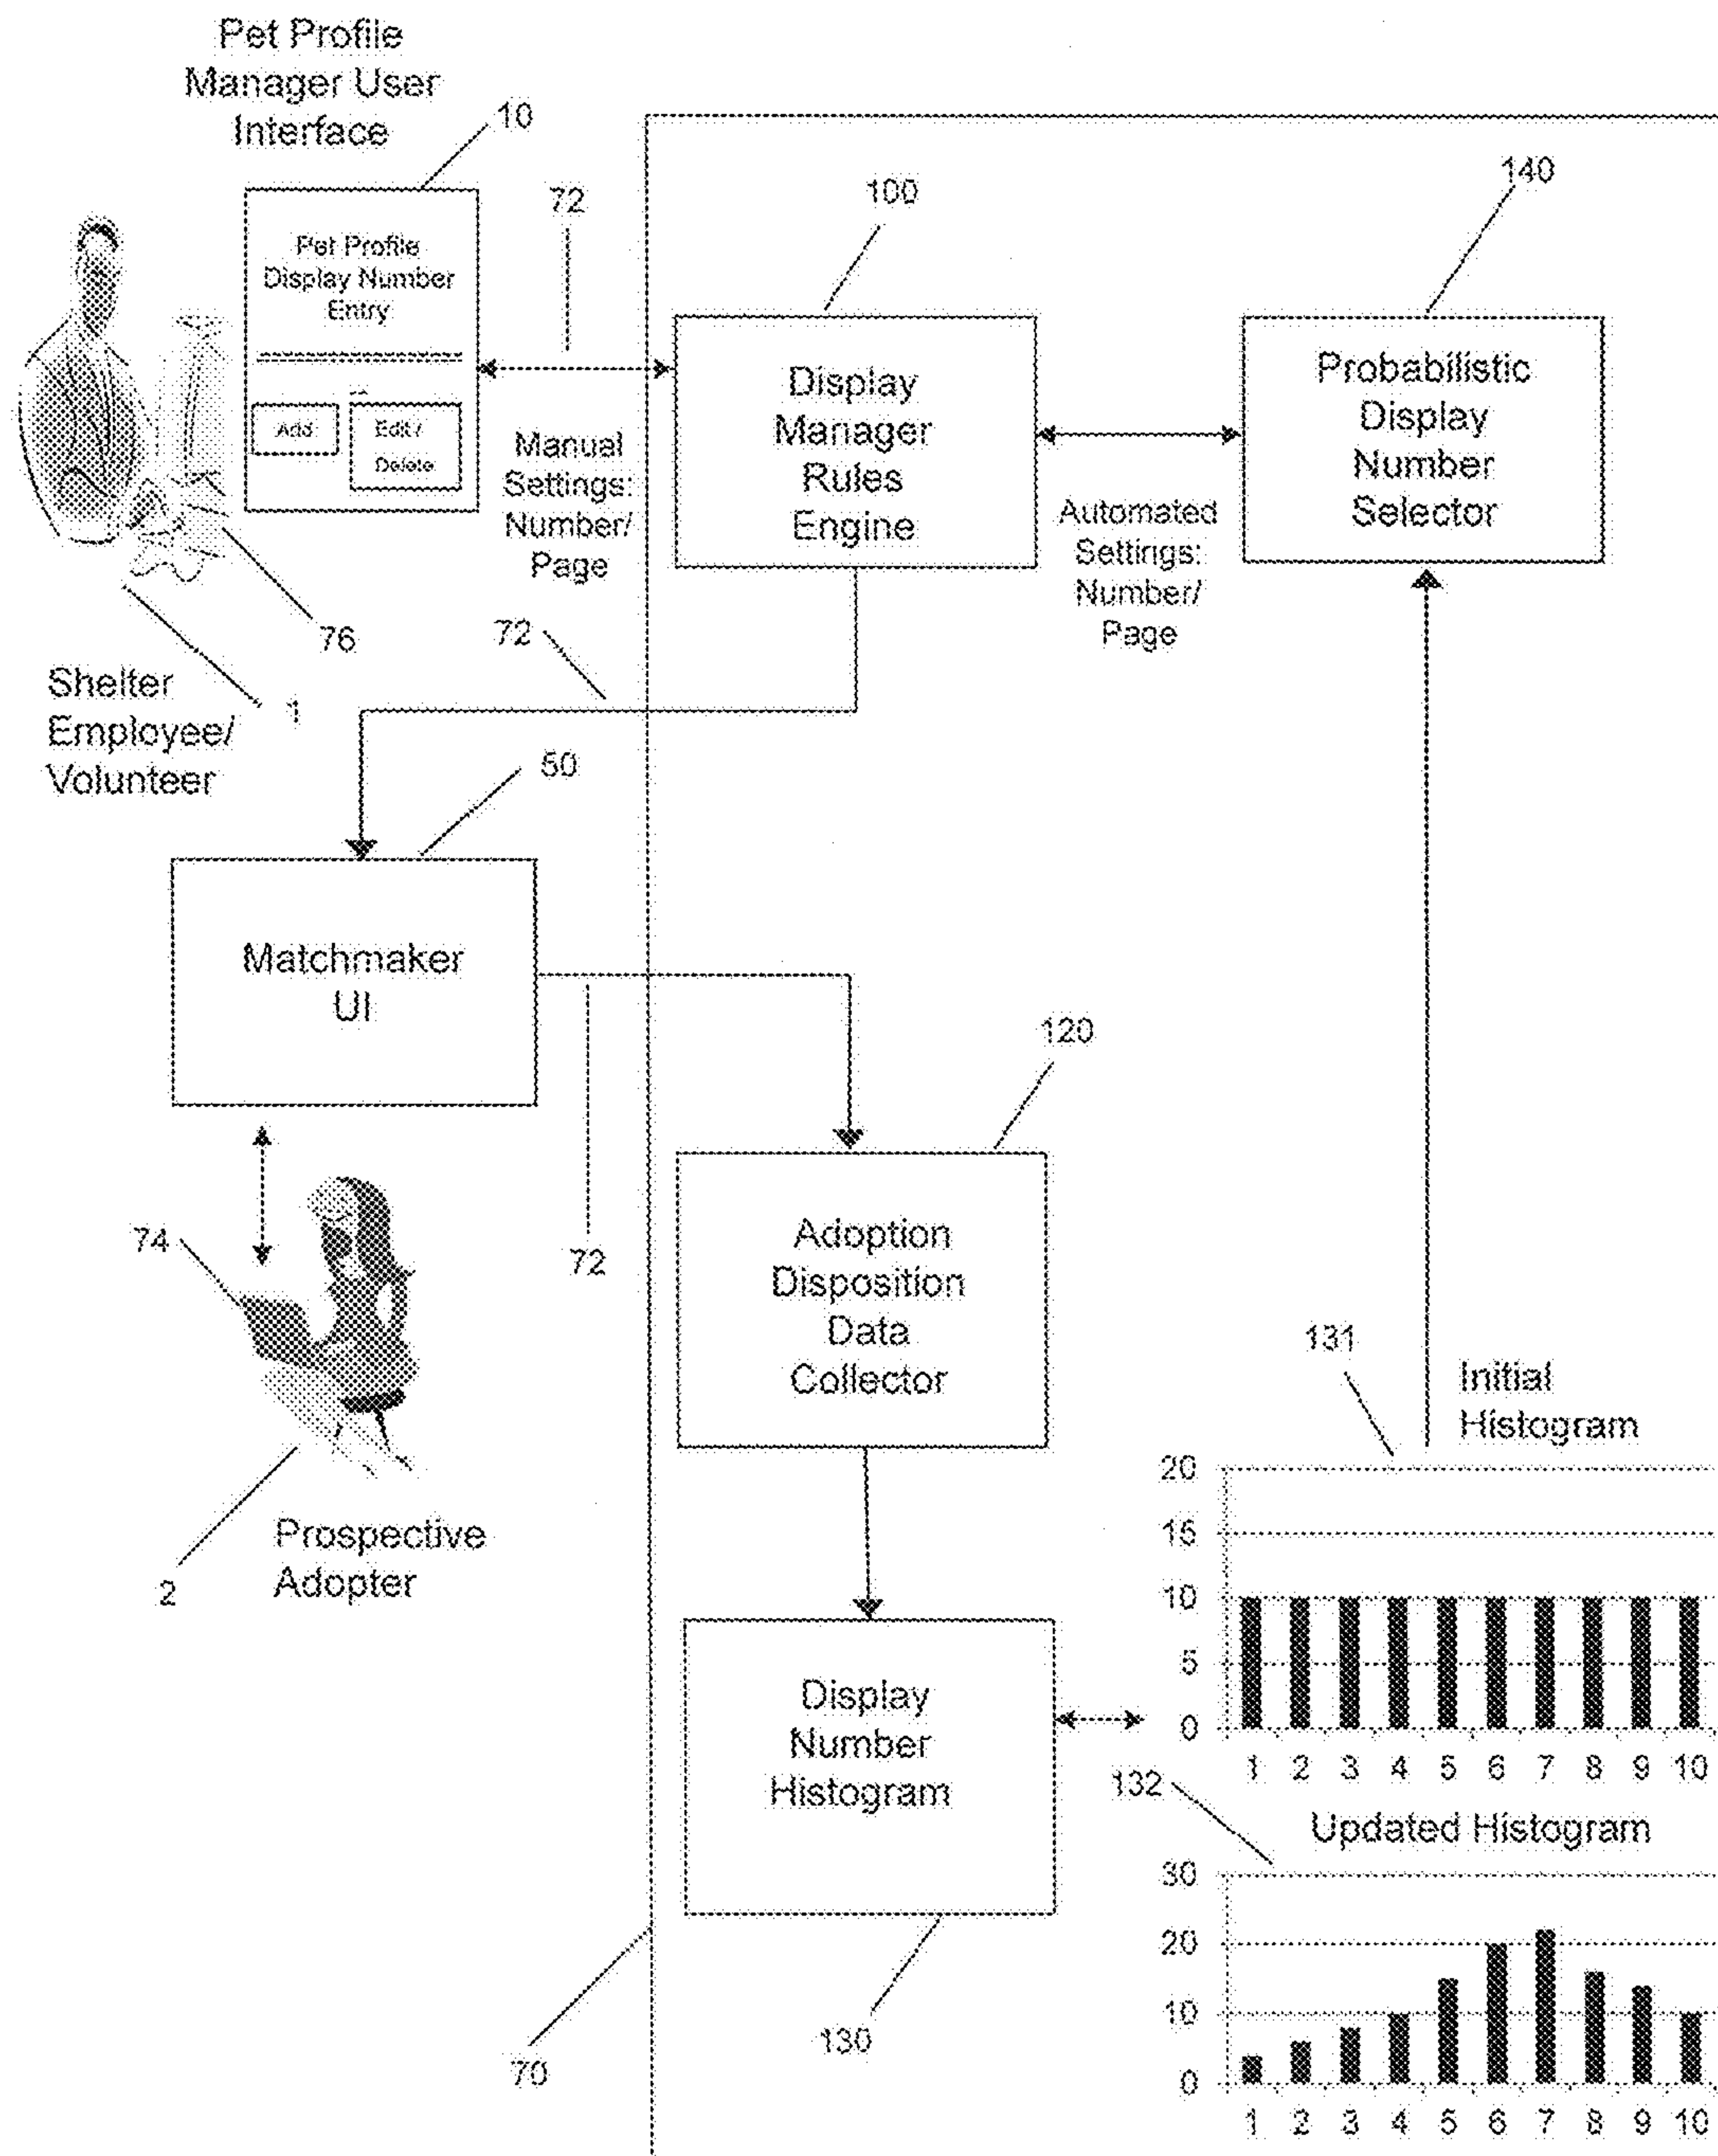 Pet Profile
Manager User
Interface
10
Pet Profile
Display Number
Entry
Add
Edit /
Delete
72
100
140
Display
Manager
Rules
Engine
Probabilistic
Display
Number
Selector
Manual
Settings:
Number/
Page
Automated
Settings:
Number/
Page
76
1
Shelter
Employee/
Volunteer
72
50
Matchmaker
UI
72
74
2
Prospective
Adopter
120
Adoption
Disposition
Data
Collector
131
Initial
Histogram
20
15
10
5
0
1 2 3 4 5 6 7 8 9 10
Display
Number
Histogram
130
70
132
Updated Histogram
30
20
10
0
1 2 3 4 5 6 7 8 9 10